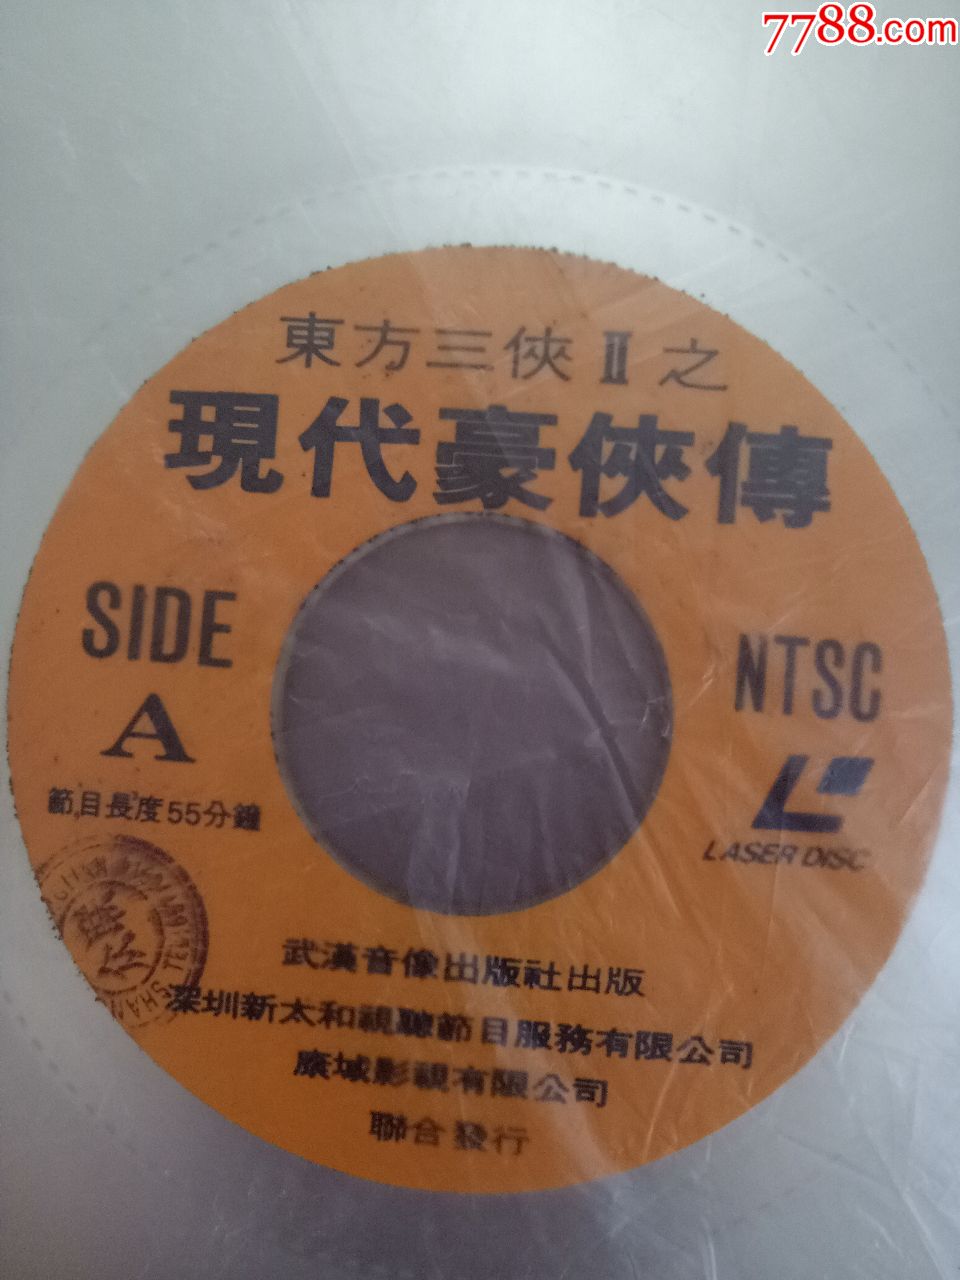 7788.com
東方三俠 II 之
現代豪俠傳
SIDE
A
NTSC
節目長度55分鐘
LASER DISC
武漢音像出版社出版
深圳新太和視聽節目服務有限公司
廣域影視有限公司
聯合發行